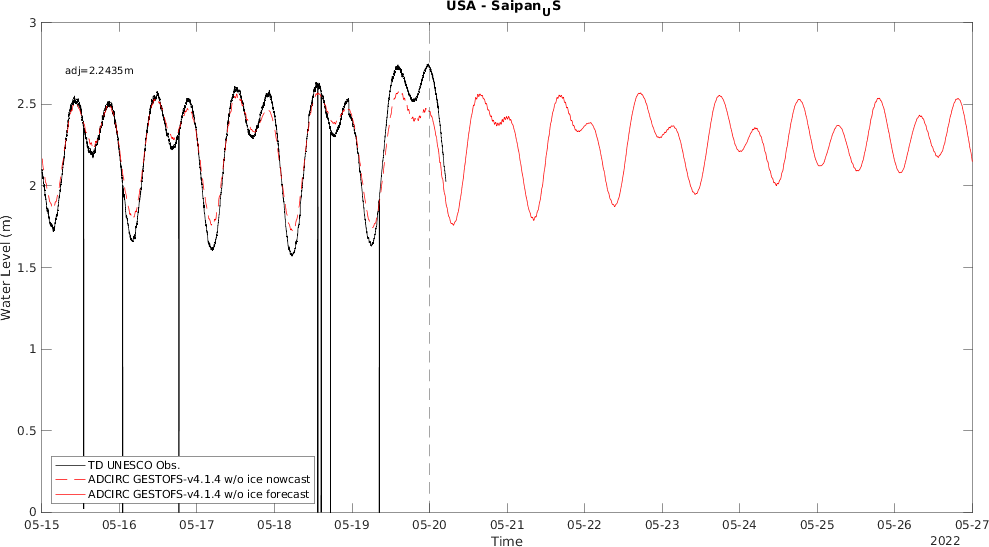 USA - Saipan_US
3
adj=2.2435m
2.5
2
1.5
1
0.5
0
Water Level (m)
TD UNESCO Obs.
ADCIRC GESTOFS-v4.1.4 w/o ice nowcast
ADCIRC GESTOFS-v4.1.4 w/o ice forecast
05-15 05-16 05-17 05-18 05-19 05-20 05-21 05-22 05-23 05-24 05-25 05-26 05-27
Time
2022